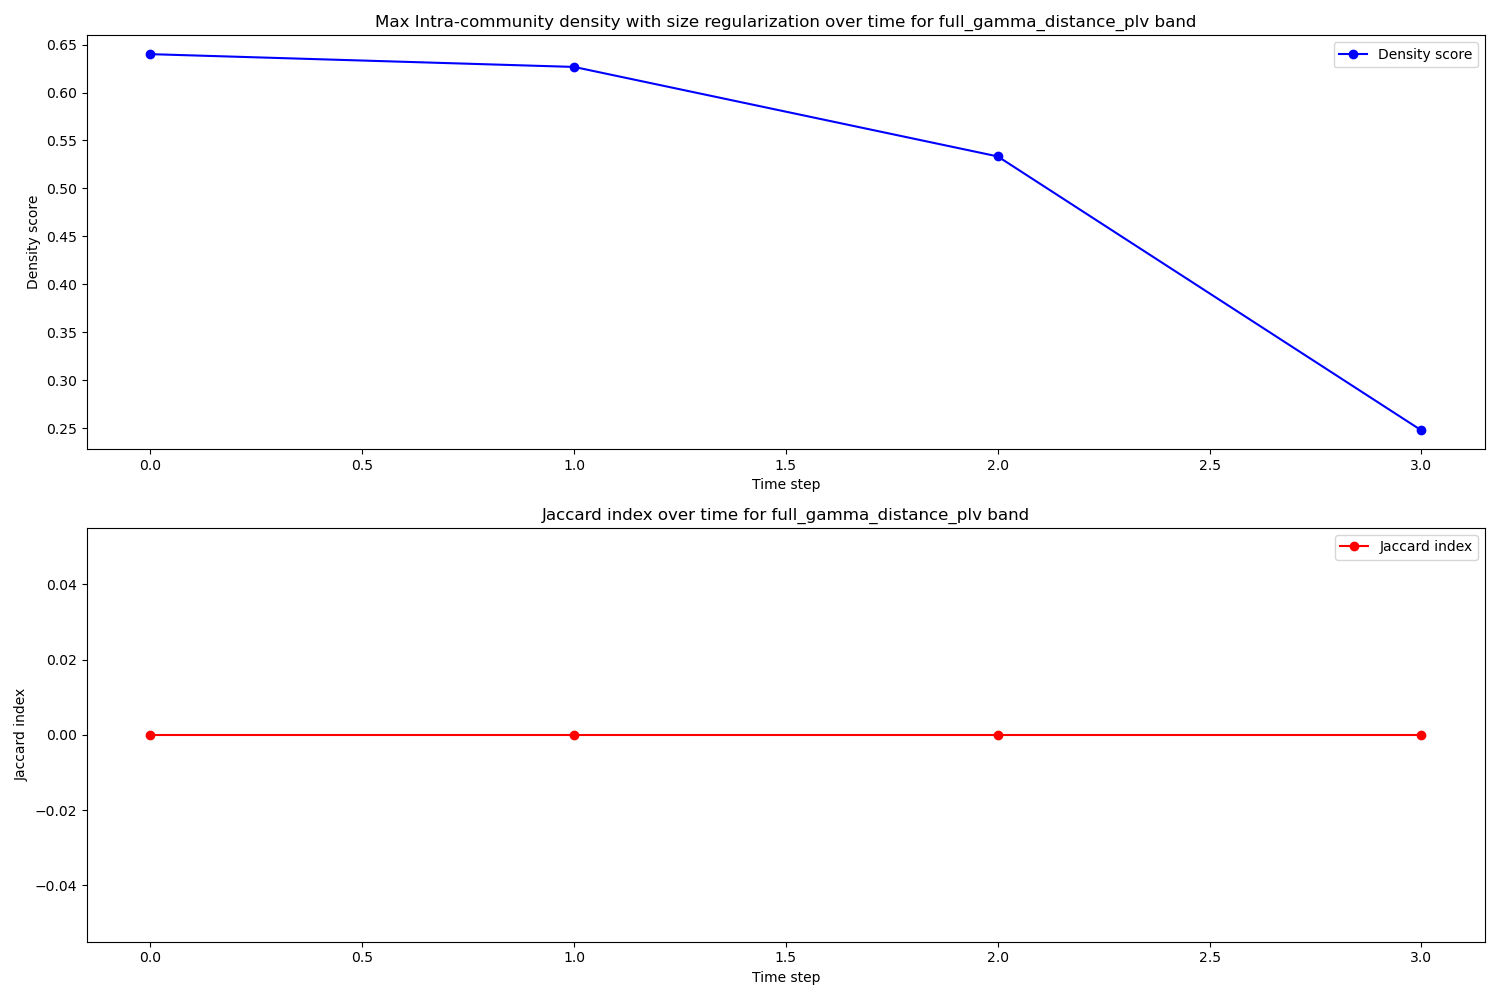 Max Intra-community density with size regularization over time for full_gamma_distance_plv band
Density score
0.65
0.60
0.55
0.50
0.45
0.40
0.35
0.30
0.25
Density score
0.0 0.5 1.0 1.5 2.0 2.5 3.0
Time step
Jaccard index over time for full_gamma_distance_plv band
Jaccard index
0.04
0.02
0.00
−0.02
−0.04
Jaccard index
0.0 0.5 1.0 1.5 2.0 2.5 3.0
Time step